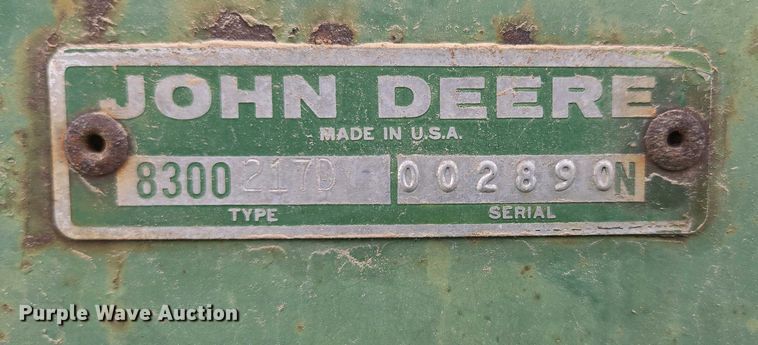 JOHN DEERE
MADE IN U.S.A.
8300 217D 002890N
TYPE SERIAL
Purple Wave Auction